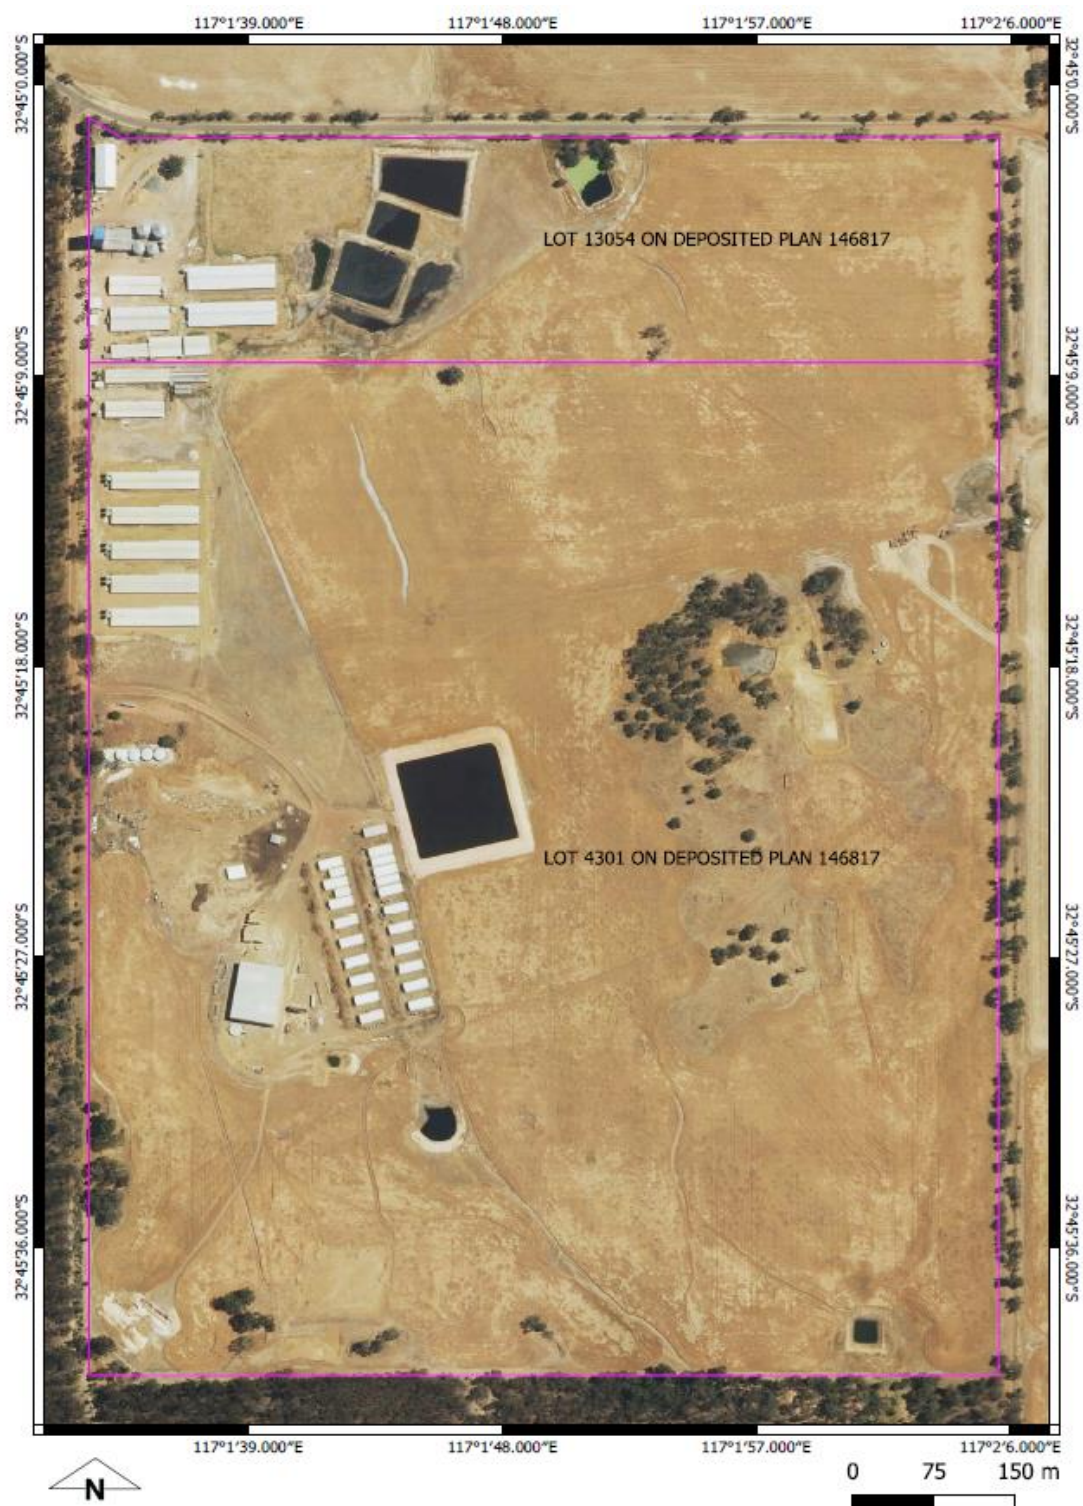 117°1'39.000"E 117°1'48.000"E 117°1'57.000"E 117°2'6.000"E
32°45'0.000"S 32°45'0.000"S
LOT 13054 ON DEPOSITED PLAN 146817
32°45'9.000"S 32°45'9.000"S
32°45'18.000"S 32°45'18.000"S
LOT 4301 ON DEPOSITED PLAN 146817
32°45'27.000"S 32°45'27.000"S
32°45'36.000"S 32°45'36.000"S
117°1'39.000"E 117°1'48.000"E 117°1'57.000"E 117°2'6.000"E
N
0 75 150 m